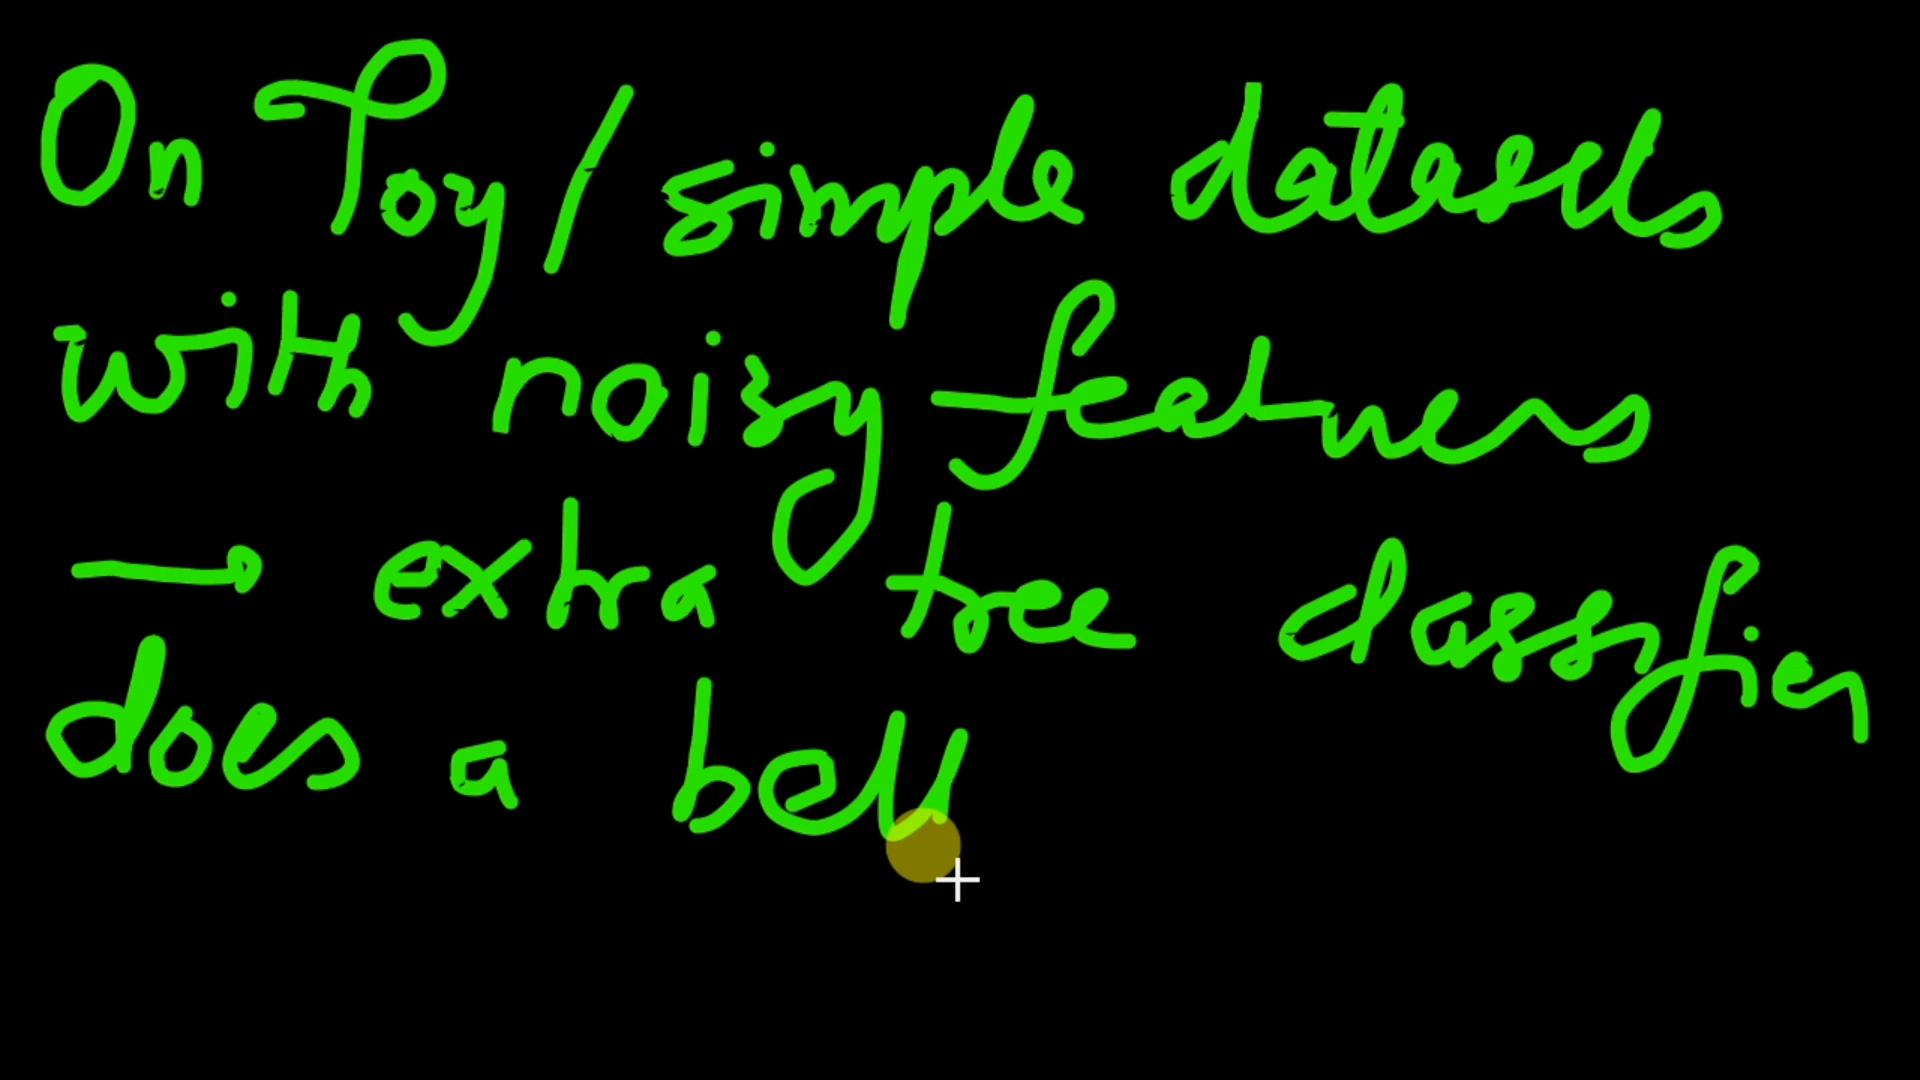 On Toy / simple datasets
with noisy features
→ extra tree classifier
does a bett